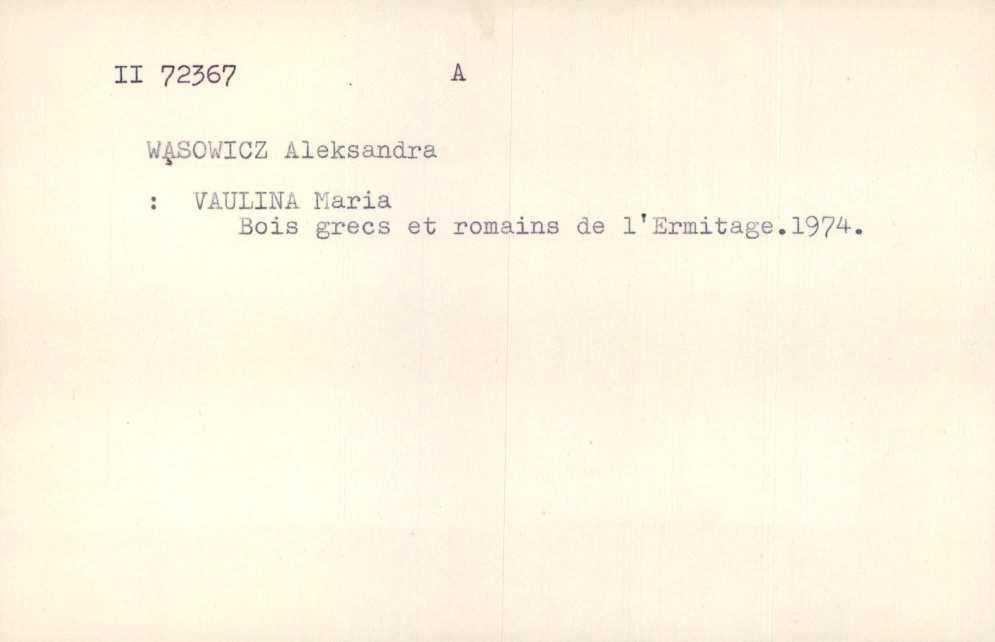 II 72367 A
WĄSOWICZ Aleksandra
: VAULINA Maria
Bois grecs et romains de l'Ermitage.1974.